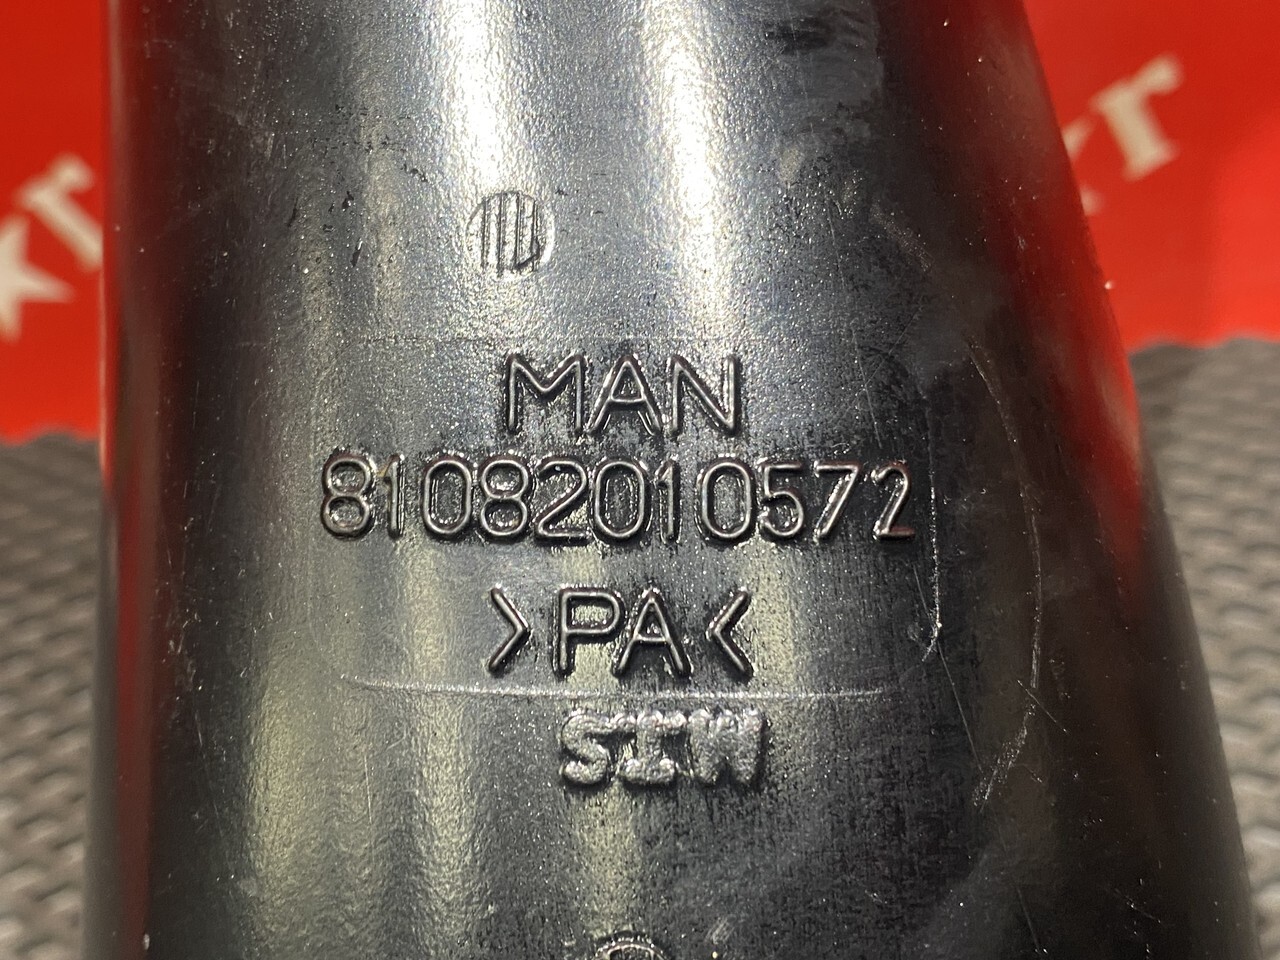 MAN
81082010572
>PA<
SIW
★r
★r